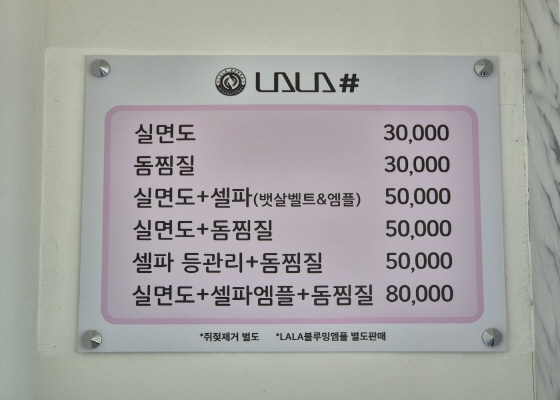 LALA#
실면도 30,000
돔찜질 30,000
실면도+셀파(뱃살벨트&엠플) 50,000
실면도+돔찜질 50,000
셀파 등관리+돔찜질 50,000
실면도+셀파엠플+돔찜질 80,000
*쥐젖제거 별도 *LALA블루밍엠플 별도판매